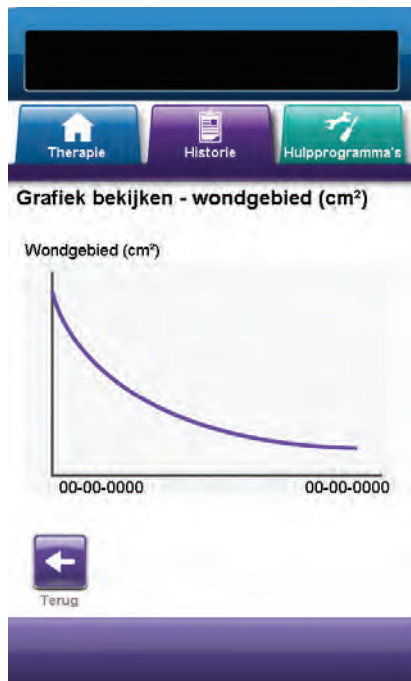 Therapie Historie Hulpprogramma's
Grafiek bekijken - wondgebied (cm²)
Wondgebied (cm²)
00-00-0000 00-00-0000
Terug